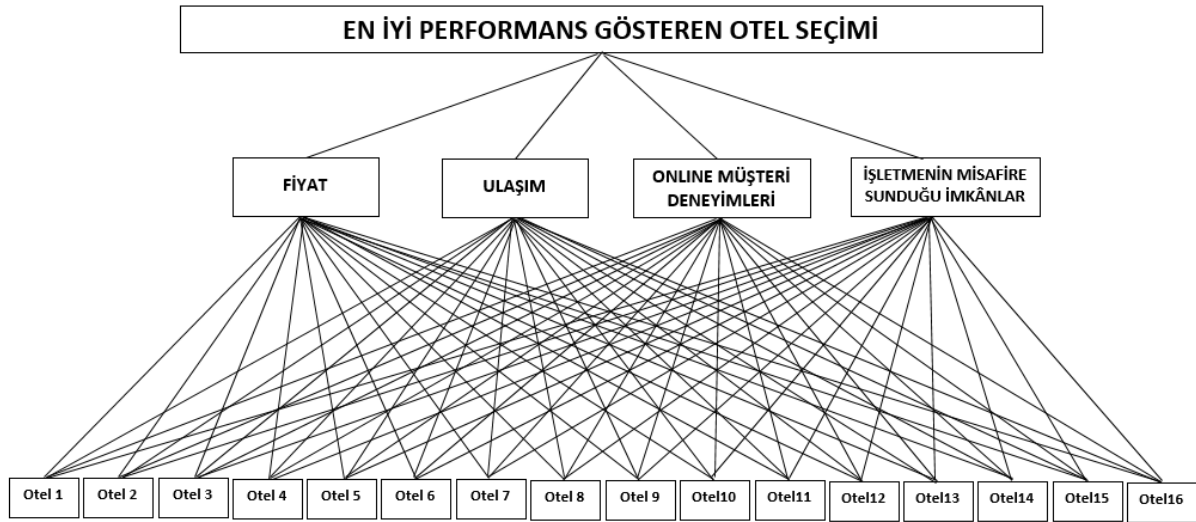 EN İYİ PERFORMANS GÖSTEREN OTEL SEÇİMİ
FİYAT
ULAŞIM
ONLINE MÜŞTERİ
DENEYİMLERİ
İŞLETMENİN MİSAFİRE
SUNDUĞU İMKÂNLAR
Otel 1
Otel 2
Otel 3
Otel 4
Otel 5
Otel 6
Otel 7
Otel 8
Otel 9
Otel10
Otel11
Otel12
Otel13
Otel14
Otel15
Otel16